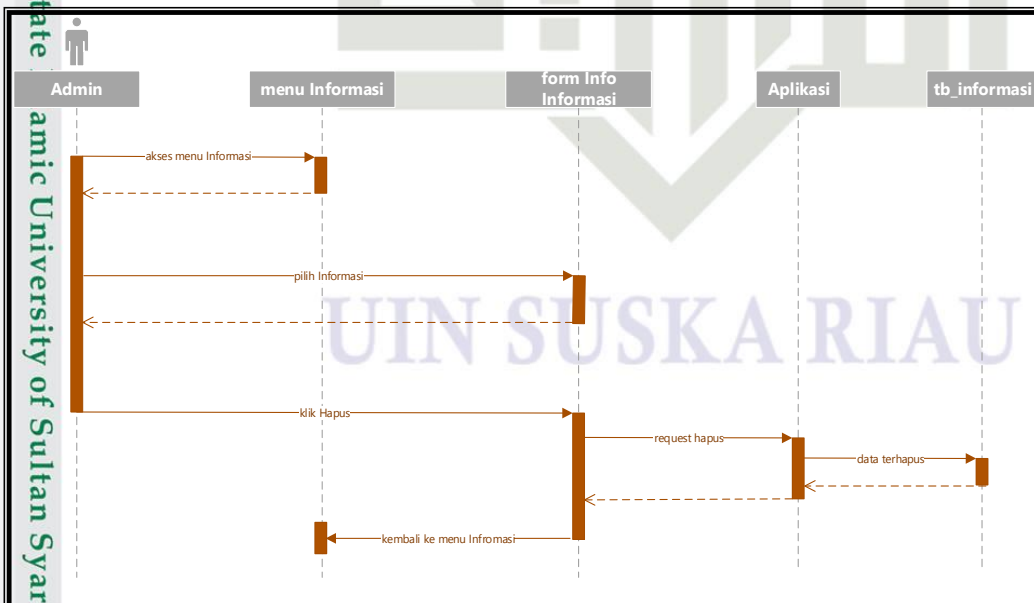 Admin
menu Informasi
form Info
Informasi
Aplikasi
tb_informasi
akses menu Informasi
pilih Informasi
klik Hapus
request hapus
data terhapus
kembali ke menu Infromasi
UIN SUSKA RIAU
tate
amic University of Sultan Syar